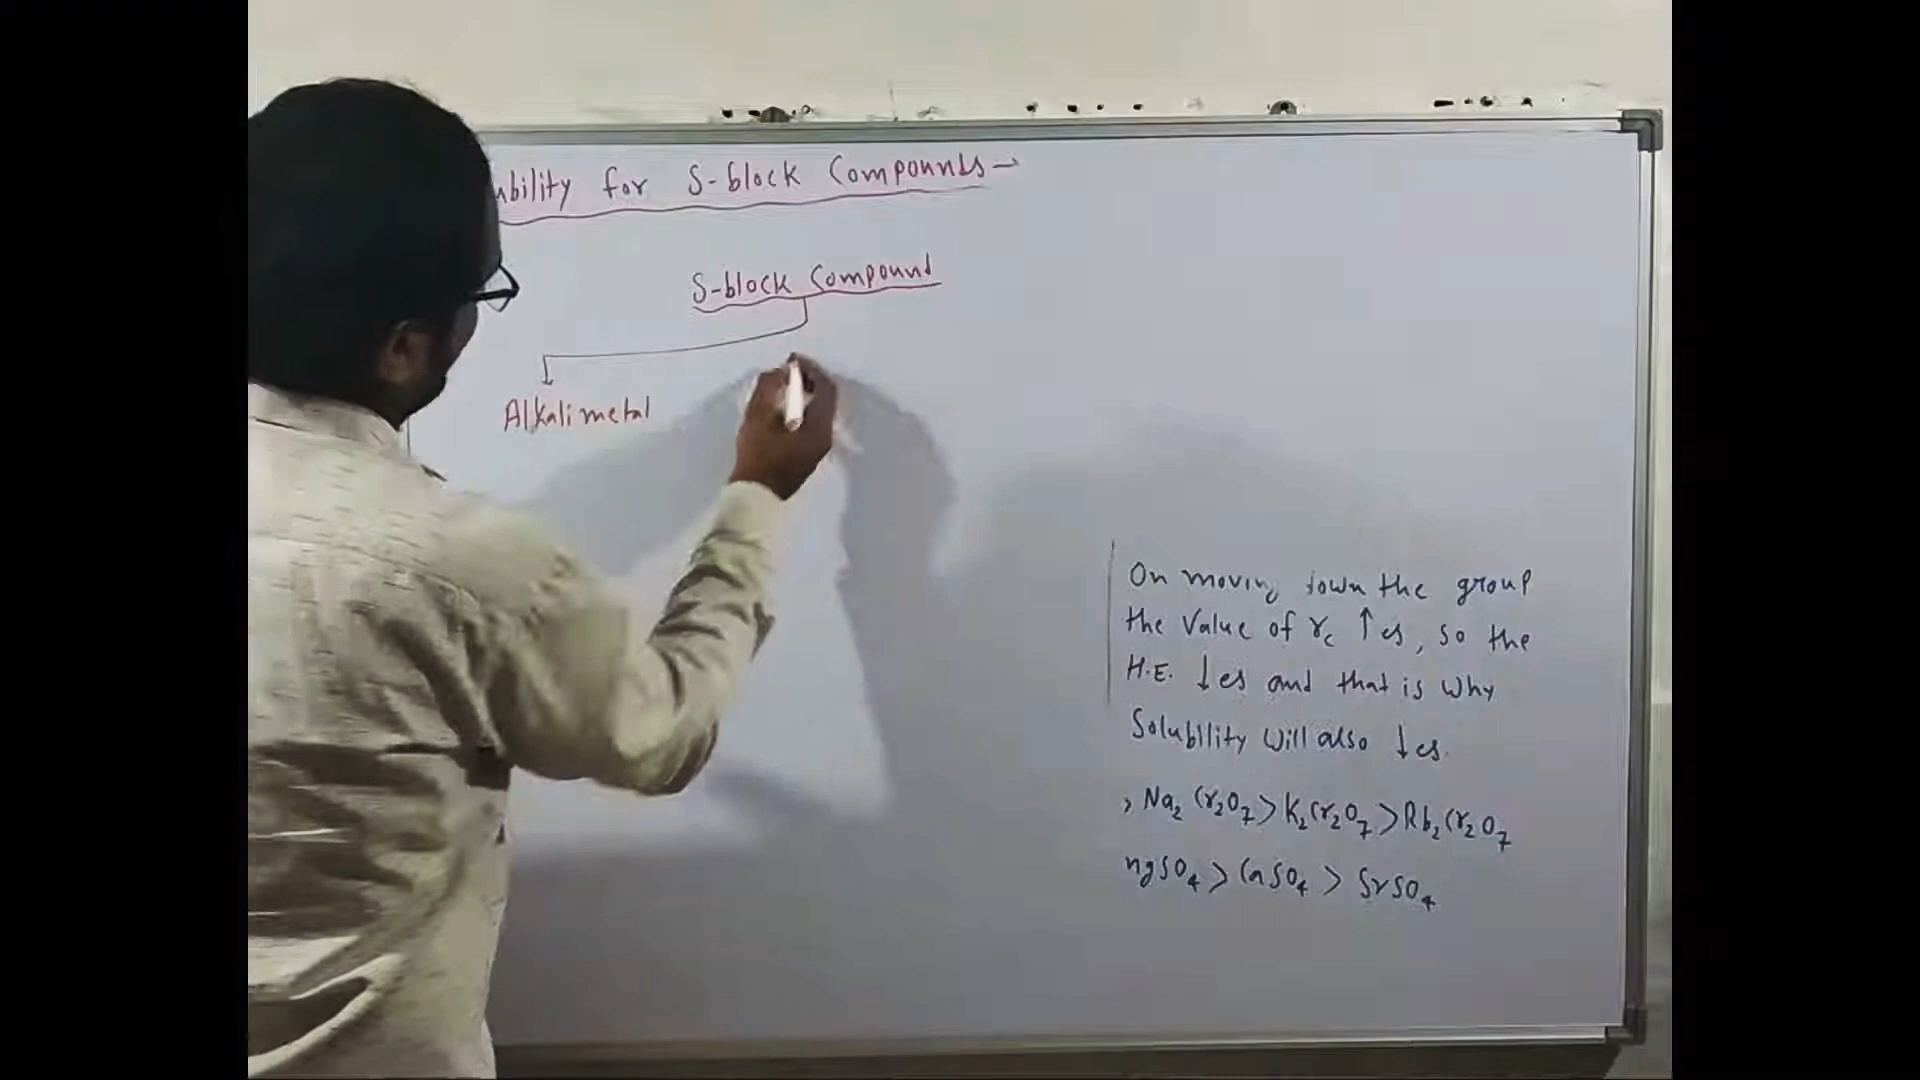 ubility for S-block Compounds→
S-block Compound
Alkali metal
On moving down the group
the value of rc ↑es, so the
H.E. ↓es and that is why
Solubility will also ↓es.
, Na2Cr2O7 > K2Cr2O7 > Rb2Cr2O7
MgSO4 > CaSO4 > SrSO4